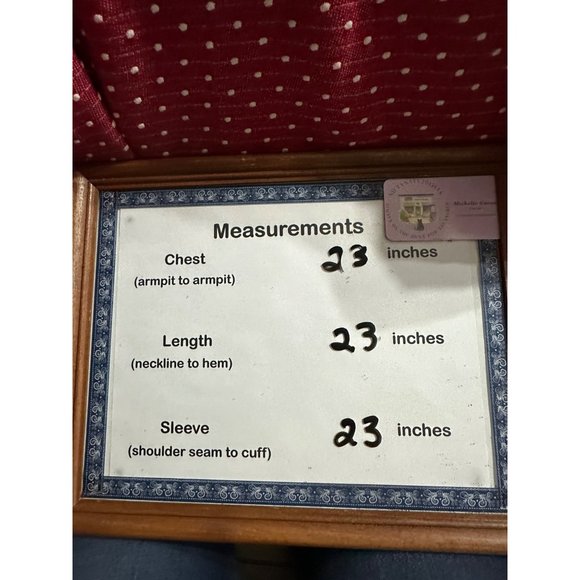 Measurements
Chest 23 inches
(armpit to armpit)
Length 23 inches
(neckline to hem)
Sleeve 23 inches
(shoulder seam to cuff)
Michelle